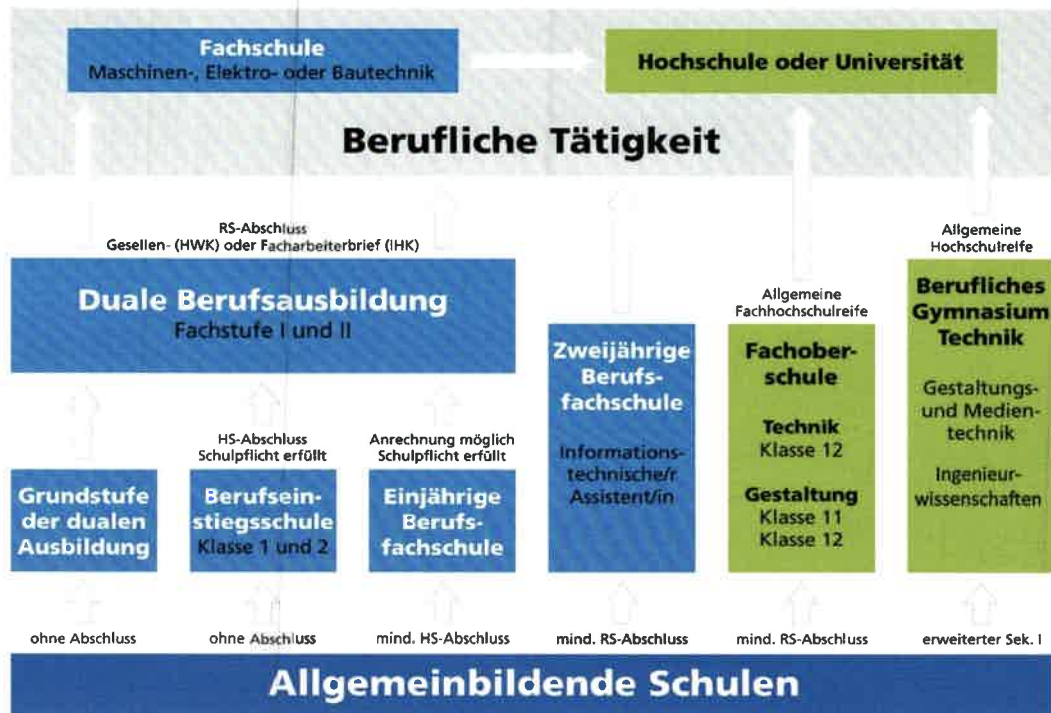 Fachschule
Maschinen-, Elektro- oder Bautechnik
Hochschule oder Universität
Berufliche Tätigkeit
RS-Abschluss
Gesellen- (HWK) oder Facharbeiterbrief (IHK)
Duale Berufsausbildung
Fachstufe I und II
Allgemeine
Hochschulreife
Berufliches
Gymnasium
Technik
Gestaltungs-
und Medien-
technik
Ingenieur-
wissenschaften
Allgemeine
Fachhochschulreife
Fachober-
schule
Technik
Klasse 12
Gestaltung
Klasse 11
Klasse 12
Zweijährige
Berufs-
fachschule
Informations-
technische/r
Assistent/in
HS-Abschluss
Schulpflicht erfüllt
Anrechnung möglich
Schulpflicht erfüllt
Grundstufe
der dualen
Ausbildung
Berufsein-
stiegsschule
Klasse 1 und 2
Einjährige
Berufs-
fachschule
ohne Abschluss
ohne Abschluss
mind. HS-Abschluss
mind. RS-Abschluss
mind. RS-Abschluss
erweiterter Sek. I
Allgemeinbildende Schulen